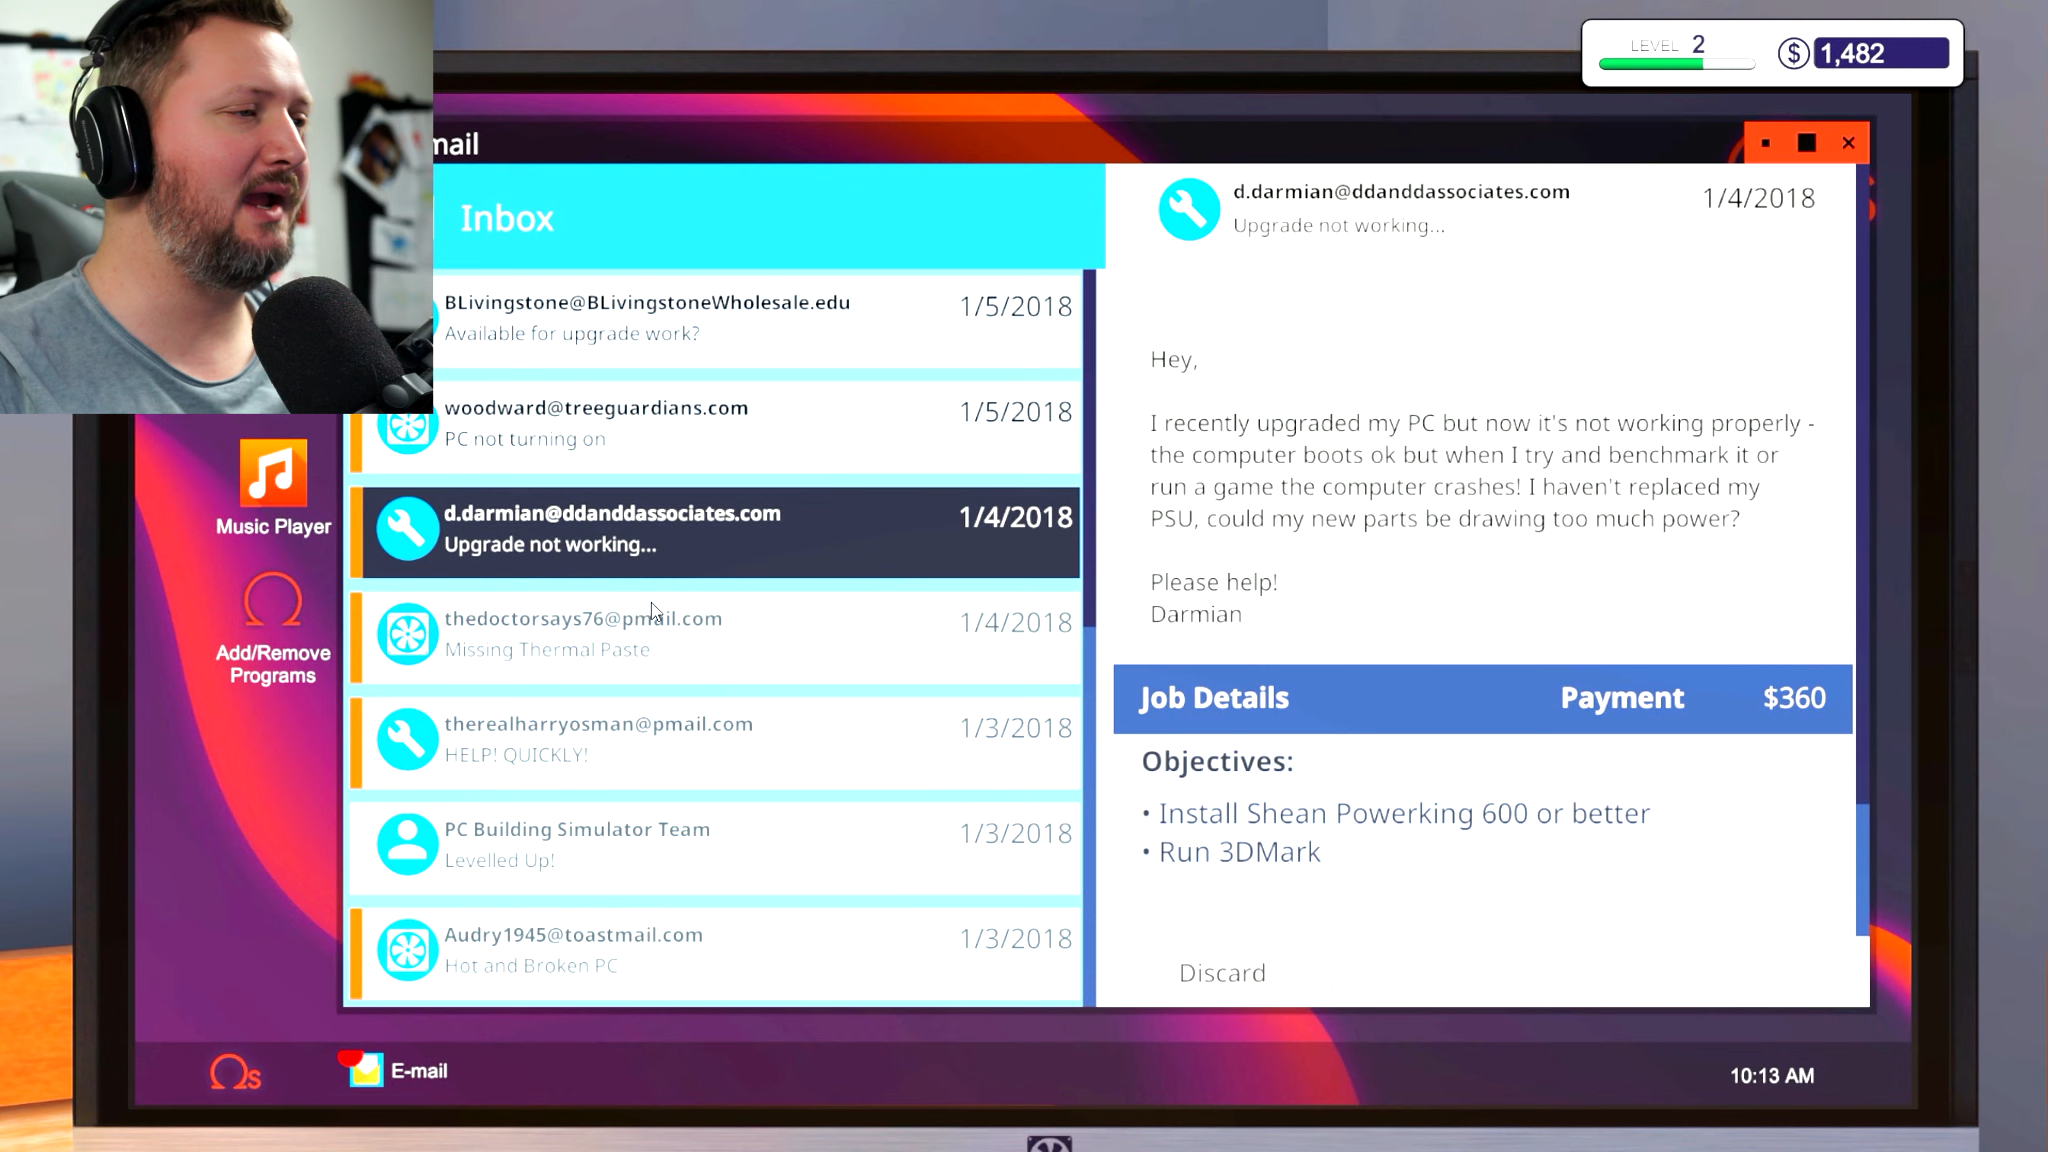 LEVEL 2
$ 1,482
mail
Inbox
BLivingstone@BLivingstoneWholesale.edu
1/5/2018
Available for upgrade work?
woodward@treeguardians.com
1/5/2018
PC not turning on
d.darmian@ddanddassociates.com
1/4/2018
Upgrade not working...
thedoctorsays76@pmail.com
1/4/2018
Missing Thermal Paste
therealharryosman@pmail.com
1/3/2018
HELP! QUICKLY!
PC Building Simulator Team
1/3/2018
Levelled Up!
Audry1945@toastmail.com
1/3/2018
Hot and Broken PC
d.darmian@ddanddassociates.com
1/4/2018
Upgrade not working...
Hey,
I recently upgraded my PC but now it's not working properly -
the computer boots ok but when I try and benchmark it or
run a game the computer crashes! I haven't replaced my
PSU, could my new parts be drawing too much power?
Please help!
Darmian
Job Details Payment $360
Objectives:
• Install Shean Powerking 600 or better
• Run 3DMark
Discard
Music Player
Add/Remove
Programs
Ωs
E-mail
10:13 AM